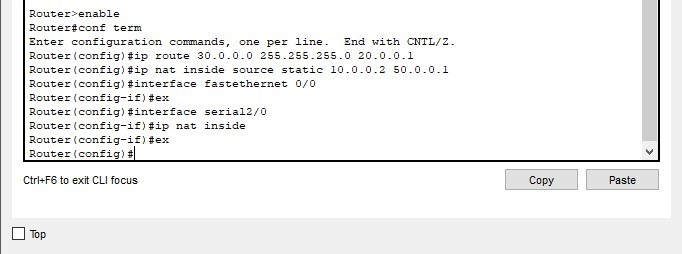 Router>enable
Router#conf term
Enter configuration commands, one per line.  End with CNTL/Z.
Router(config)#ip route 30.0.0.0 255.255.255.0 20.0.0.1
Router(config)#ip nat inside source static 10.0.0.2 50.0.0.1
Router(config)#interface fastethernet 0/0
Router(config-if)#ex
Router(config)#interface serial2/0
Router(config-if)#ip nat inside
Router(config-if)#ex
Router(config)#
Ctrl+F6 to exit CLI focus
Copy
Paste
Top